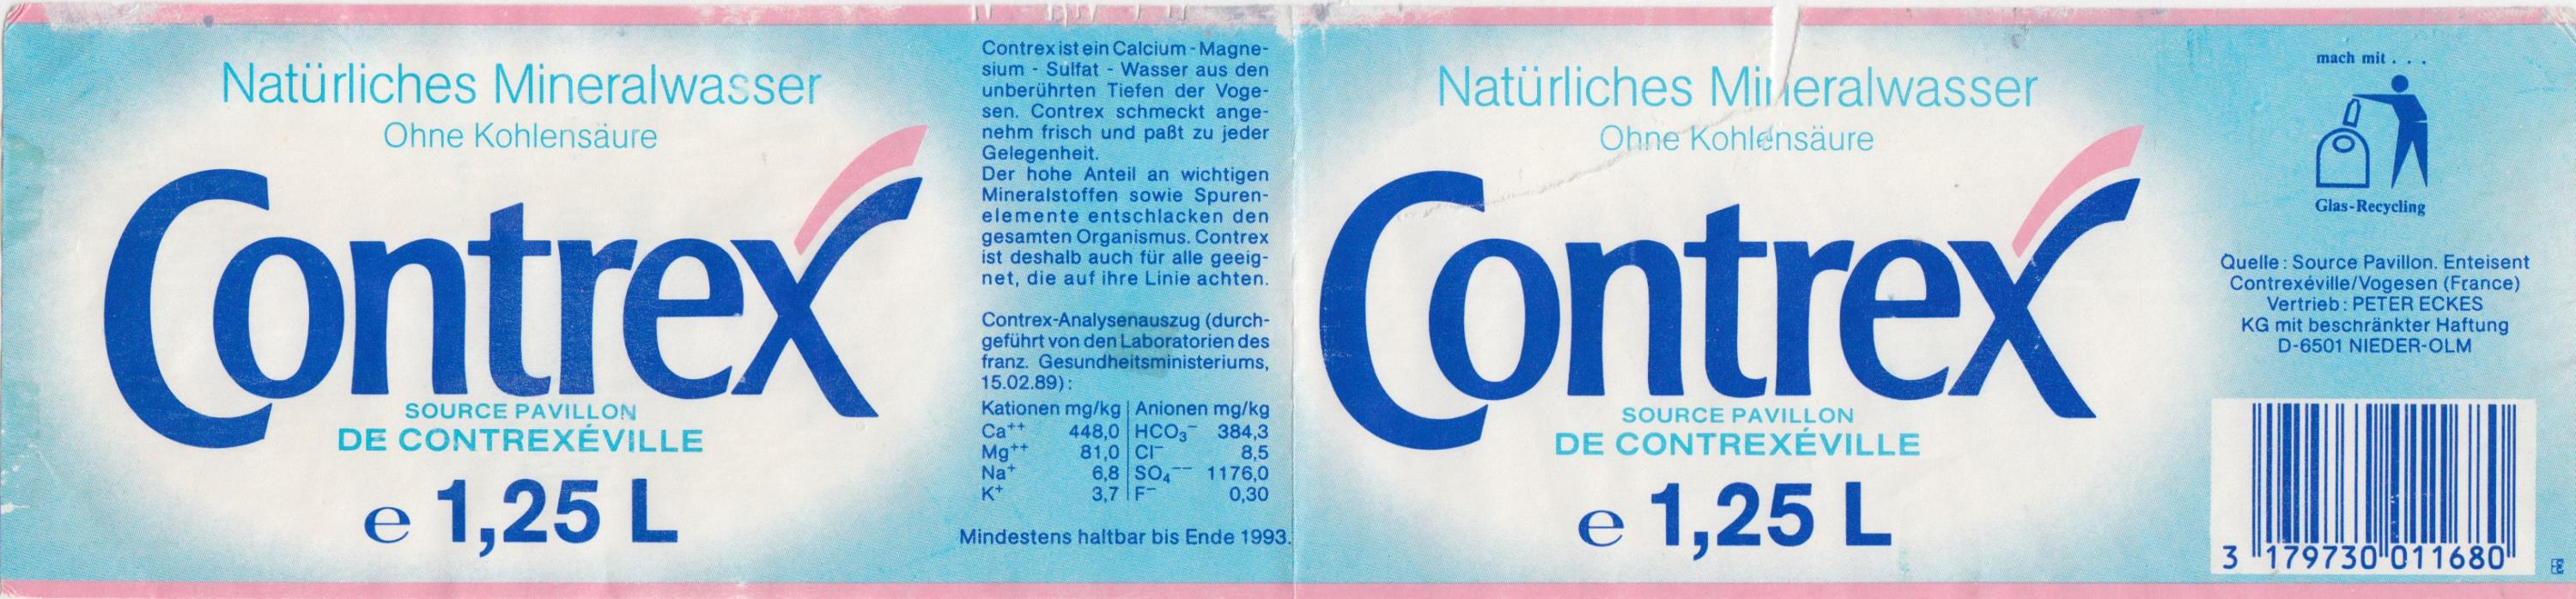 Natürliches Mineralwasser
Ohne Kohlensäure
Contrex
SOURCE PAVILLON
DE CONTREXÉVILLE
e 1,25 L
Contrex ist ein Calcium - Magne-
sium - Sulfat - Wasser aus den
unberührten Tiefen der Voge-
sen. Contrex schmeckt ange-
nehm frisch und paßt zu jeder
Gelegenheit.
Der hohe Anteil an wichtigen
Mineralstoffen sowie Spuren-
elemente entschlacken den
gesamten Organismus. Contrex
ist deshalb auch für alle geeig-
net, die auf ihre Linie achten.
Contrex-Analysenauszug (durch-
geführt von den Laboratorien des
franz. Gesundheitsministeriums,
15.02.89):
Kationen mg/kg | Anionen mg/kg
Ca++ 448,0 | HCO3- 384,3
Mg++ 81,0 | Cl- 8,5
Na+ 6,8 | SO4-- 1176,0
K+ 3,7 | F- 0,30
Mindestens haltbar bis Ende 1993.
Natürliches Mineralwasser
Ohne Kohlensäure
Contrex
SOURCE PAVILLON
DE CONTREXÉVILLE
e 1,25 L
mach mit . . .
Glas-Recycling
Quelle: Source Pavillon. Enteisent
Contrexéville/Vogesen (France)
Vertrieb: PETER ECKES
KG mit beschränkter Haftung
D-6501 NIEDER-OLM
3 179730 011680